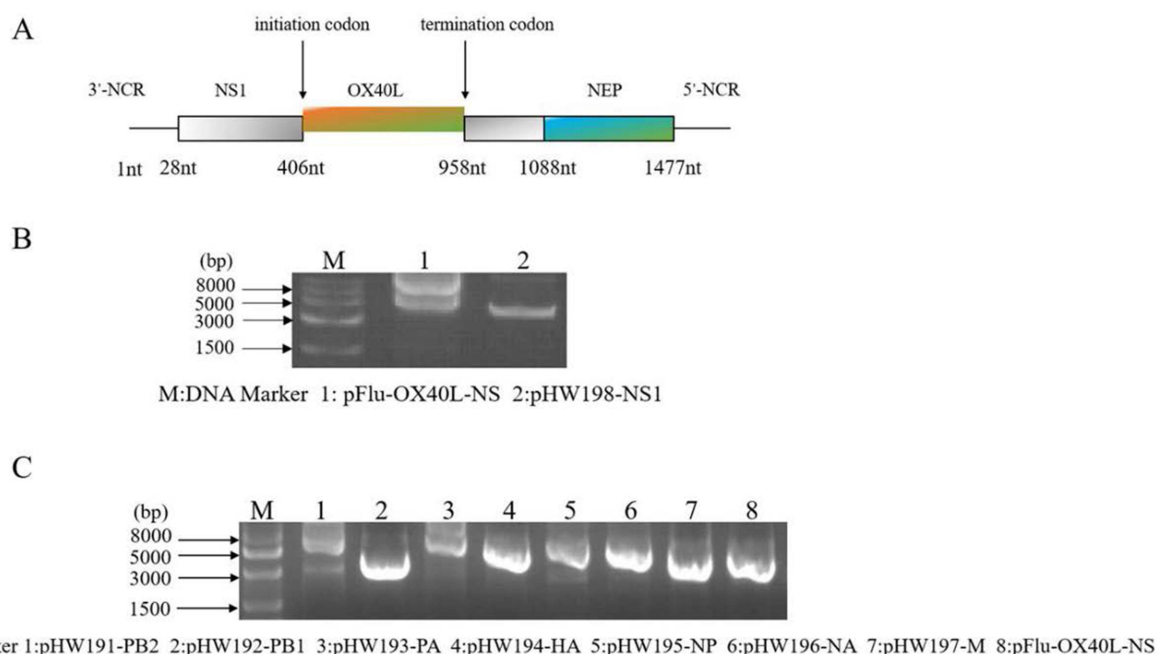 A
initiation codon termination codon
3'-NCR NS1 OX40L NEP 5'-NCR
1nt 28nt 406nt 958nt 1088nt 1477nt
B
(bp) M 1 2
8000
5000
3000
1500
M:DNA Marker 1: pFlu-OX40L-NS 2:pHW198-NS1
C
(bp) M 1 2 3 4 5 6 7 8
8000
5000
3000
1500
1:pHW191-PB2 2:pHW192-PB1 3:pHW193-PA 4:pHW194-HA 5:pHW195-NP 6:pHW196-NA 7:pHW197-M 8:pFlu-OX40L-NS